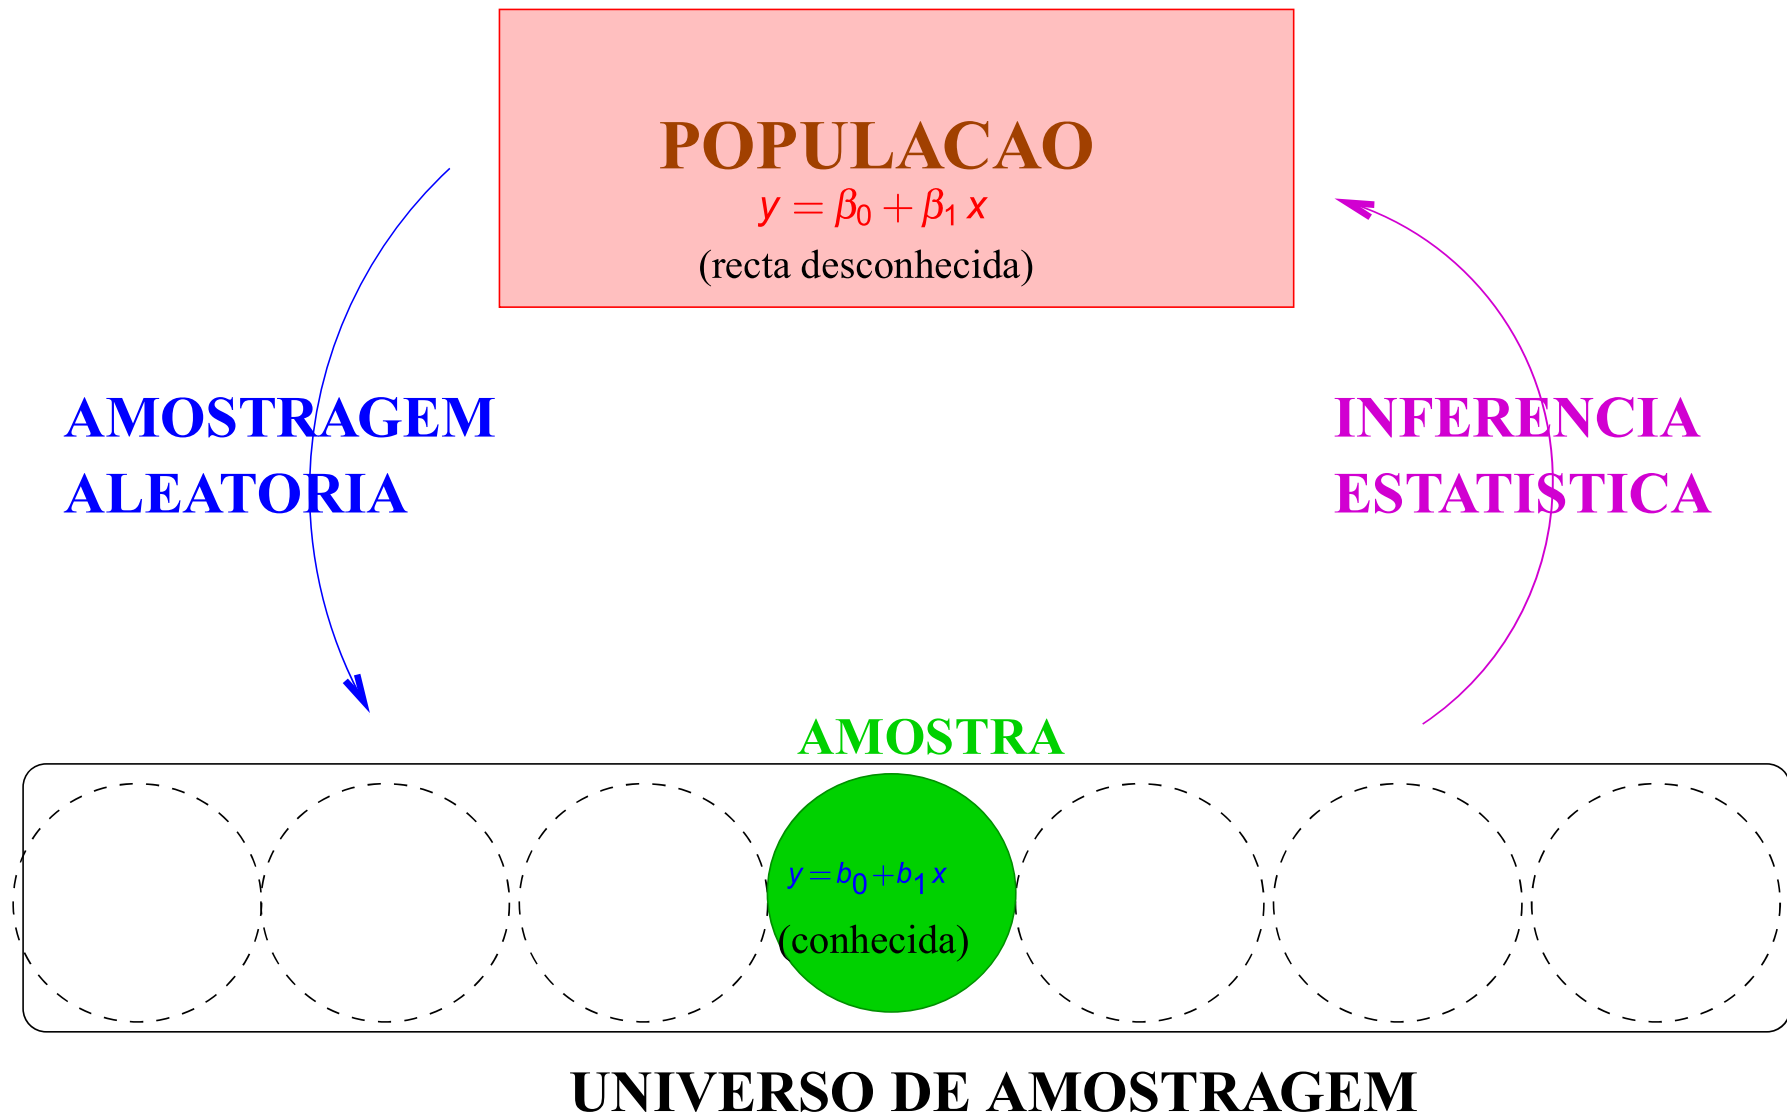 POPULACAO
y = β₀ + β₁ x
(recta desconhecida)
AMOSTRAGEM
ALEATORIA
INFERENCIA
ESTATISTICA
AMOSTRA
y = b₀ + b₁ x
(conhecida)
UNIVERSO DE AMOSTRAGEM